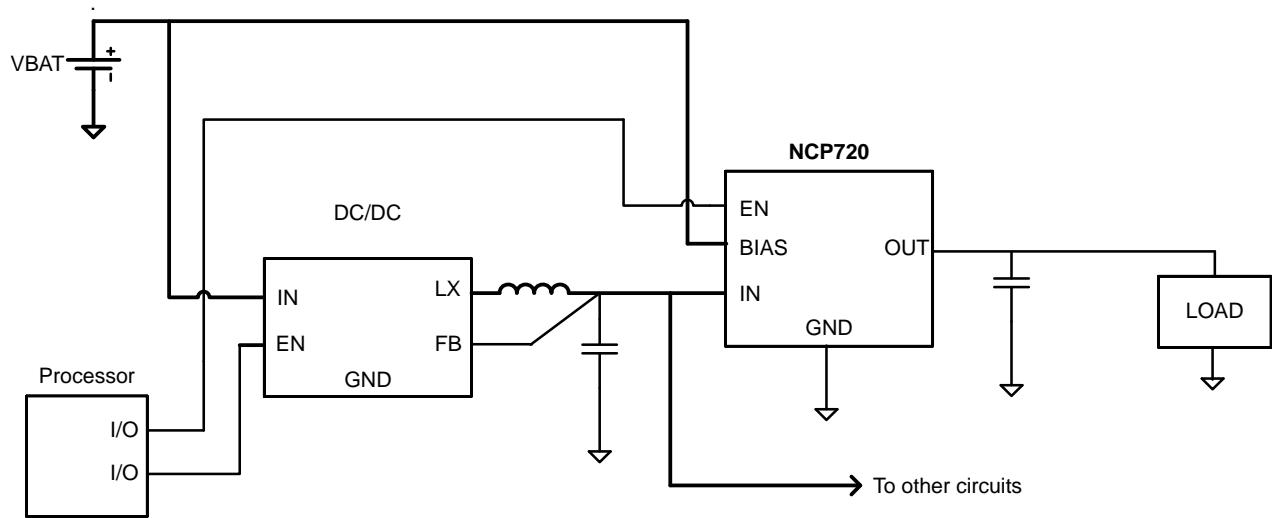 VBAT
+
NCP720
DC/DC
EN
BIAS
OUT
IN
GND
LOAD
LX
IN
EN
FB
GND
Processor
I/O
I/O
To other circuits